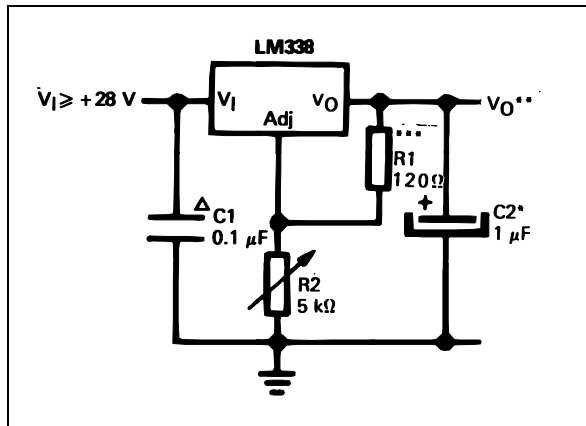 LM338
V_I ≥ +28 V
V_I
V_O
V_O**
Adj
***
R1
120Ω
△ C1
0.1 μF
+
C2*
1 μF
R2
5 kΩ